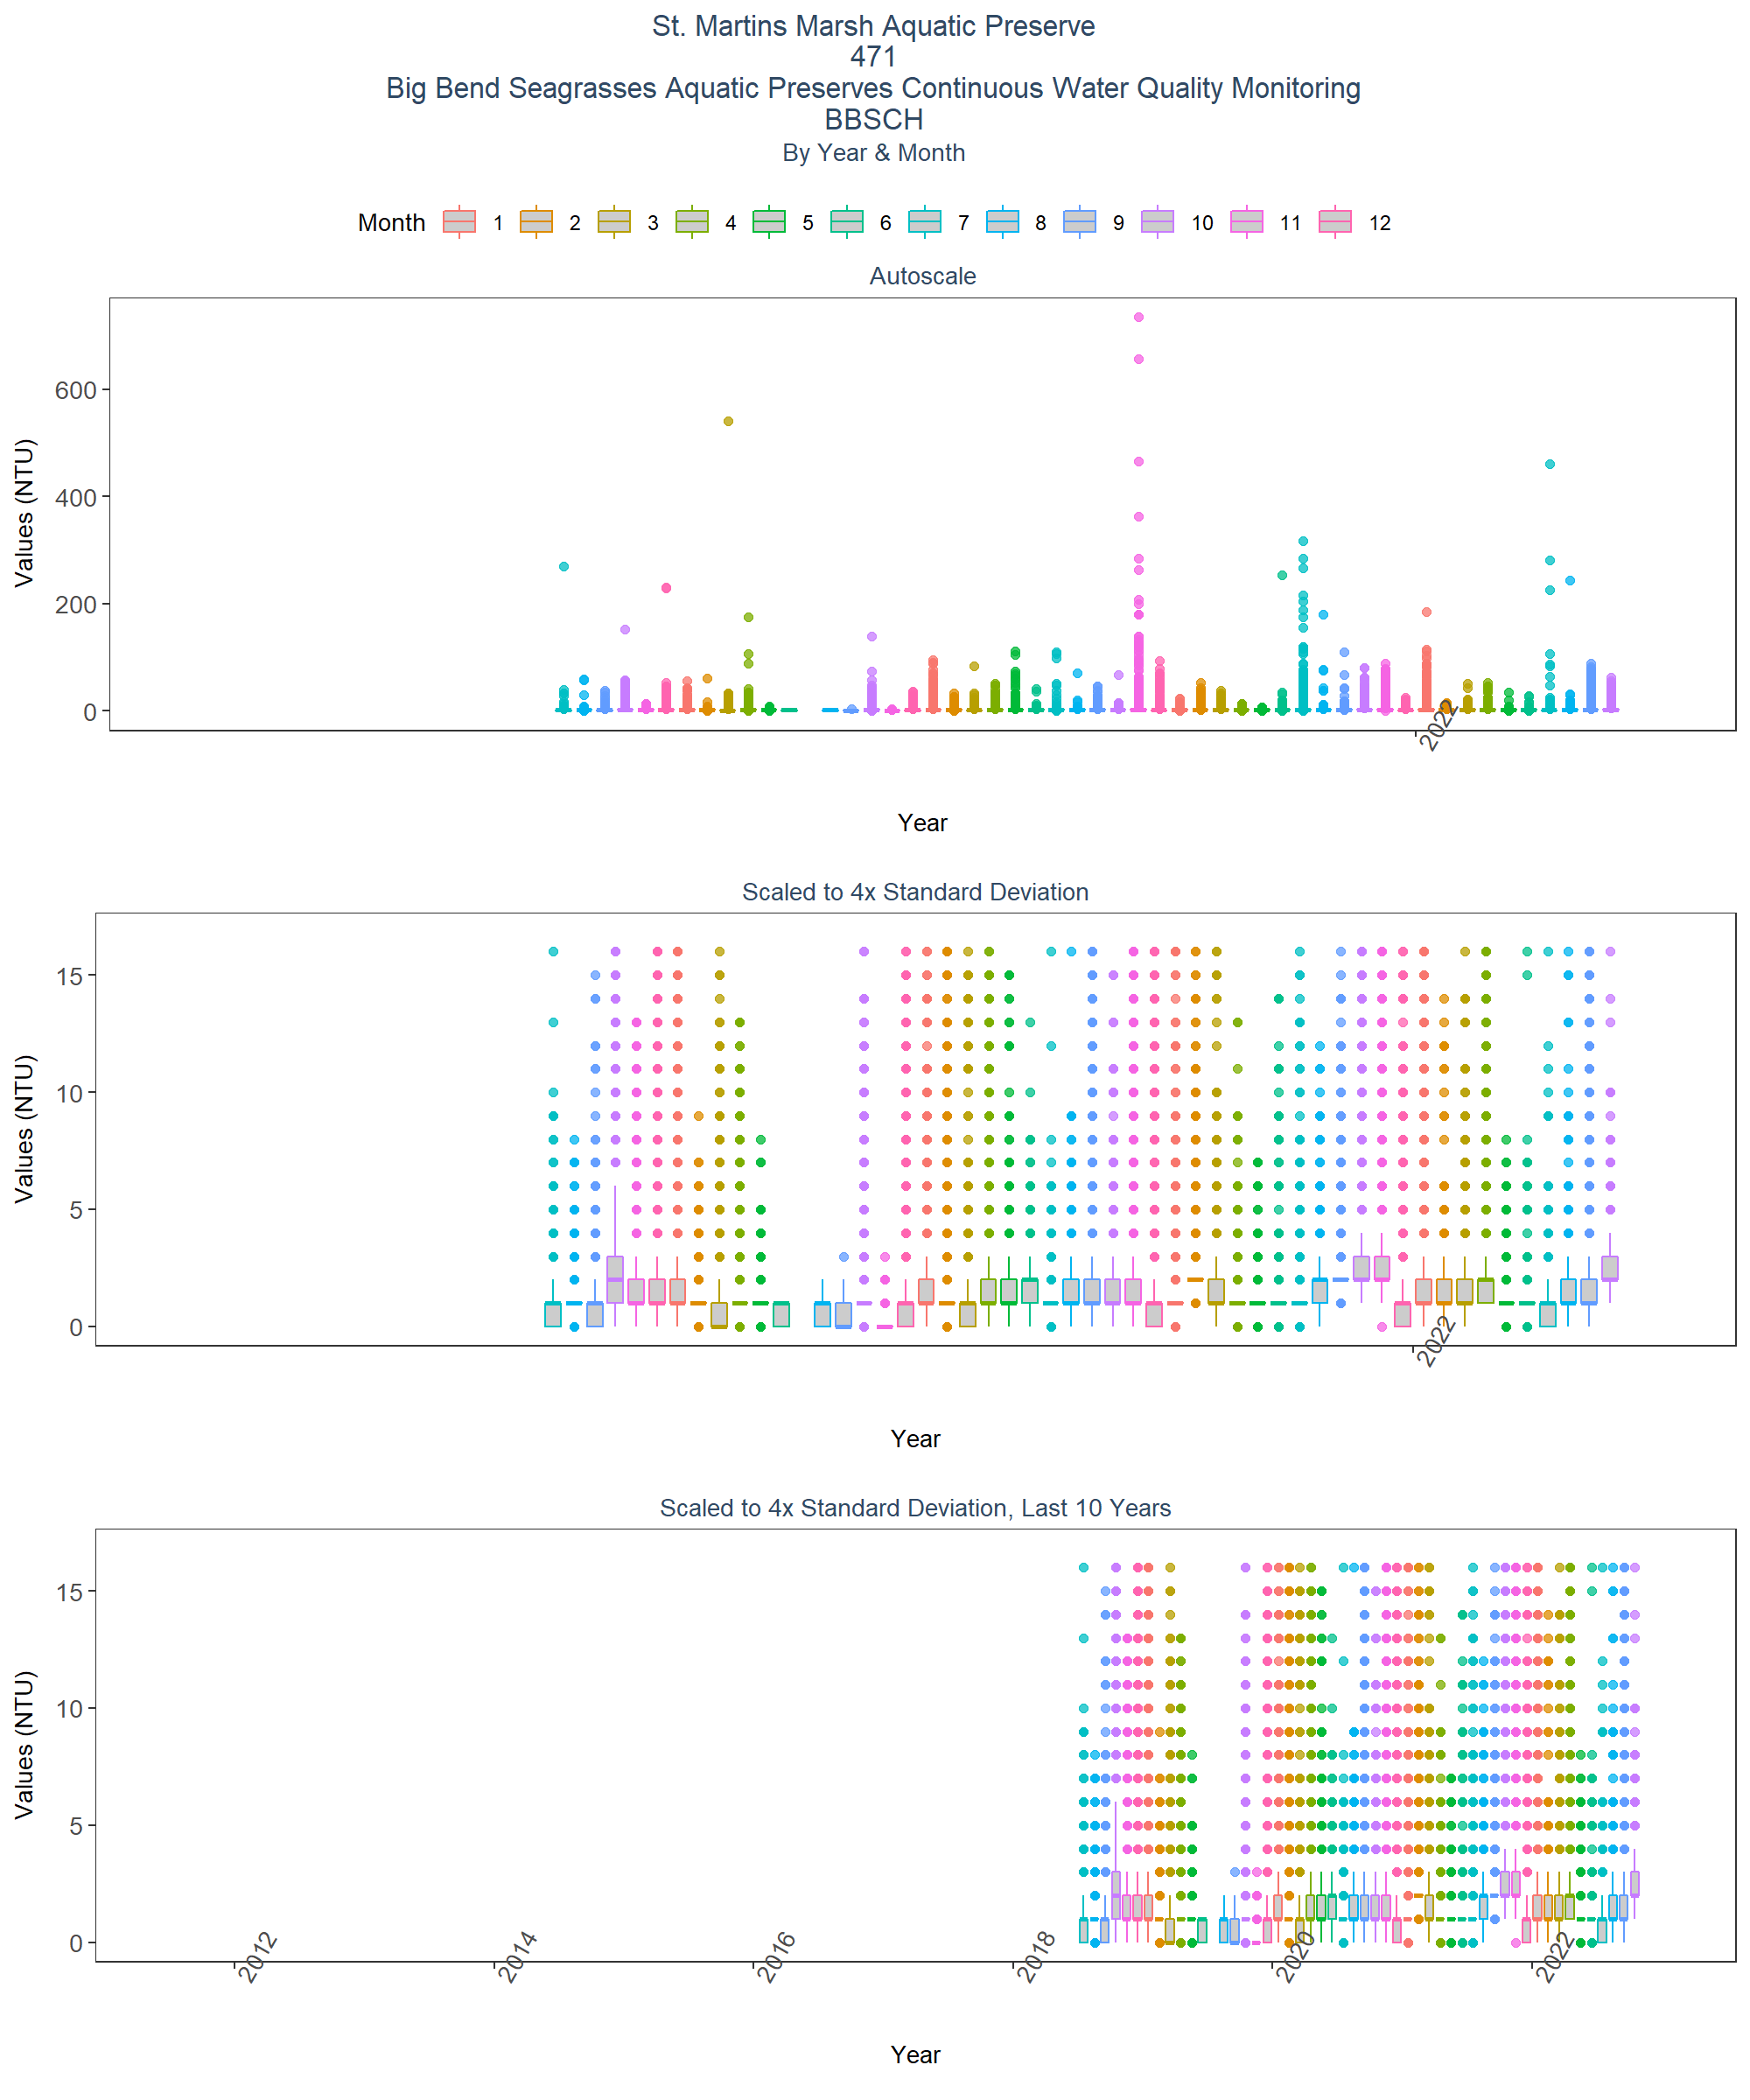 St. Martins Marsh Aquatic Preserve
471
Big Bend Seagrasses Aquatic Preserves Continuous Water Quality Monitoring
BBSCH
By Year & Month
Month 1 2 3 4 5 6 7 8 9 10 11 12
Autoscale
Values (NTU)
600
400
200
0
2022
Year
Scaled to 4x Standard Deviation
Values (NTU)
15
10
5
0
2022
Year
Scaled to 4x Standard Deviation, Last 10 Years
Values (NTU)
15
10
5
0
2012 2014 2016 2018 2020 2022
Year